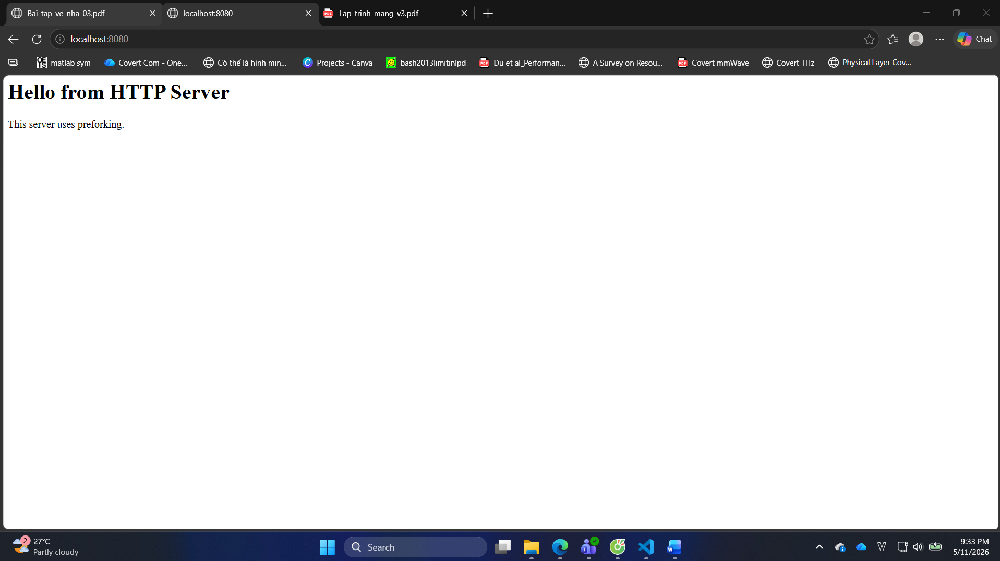 Bai_tap_ve_nha_03.pdf
localhost:8080
Lap_trinh_mang_v3.pdf
localhost:8080
Chat
matlab sym
Covert Com - One...
Có thể là hình min...
Projects - Canva
bash2013limitinlpd
Du et al_Performan...
A Survey on Resou...
Covert mmWave
Covert THz
Physical Layer Cov...
Hello from HTTP Server
This server uses preforking.
2
27°C
Partly cloudy
Search
9:33 PM
5/11/2026